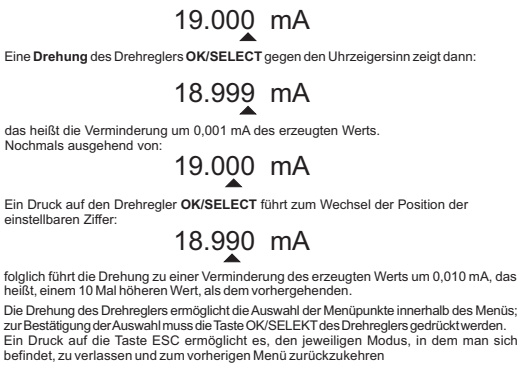 19.000 mA
Eine Drehung des Drehreglers OK/SELECT gegen den Uhrzeigersinn zeigt dann:
18.999 mA
das heißt die Verminderung um 0,001 mA des erzeugten Werts.
Nochmals ausgehend von:
19.000 mA
Ein Druck auf den Drehregler OK/SELECT führt zum Wechsel der Position der
einstellbaren Ziffer:
18.990 mA
folglich führt die Drehung zu einer Verminderung des erzeugten Werts um 0,010 mA, das
heißt, einem 10 Mal höheren Wert, als dem vorhergehenden.
Die Drehung des Drehreglers ermöglicht die Auswahl der Menüpunkte innerhalb des Menüs;
zur Bestätigung der Auswahl muss die Taste OK/SELEKT des Drehreglers gedrückt werden.
Ein Druck auf die Taste ESC ermöglicht es, den jeweiligen Modus, in dem man sich
befindet, zu verlassen und zum vorherigen Menü zurückzukehren